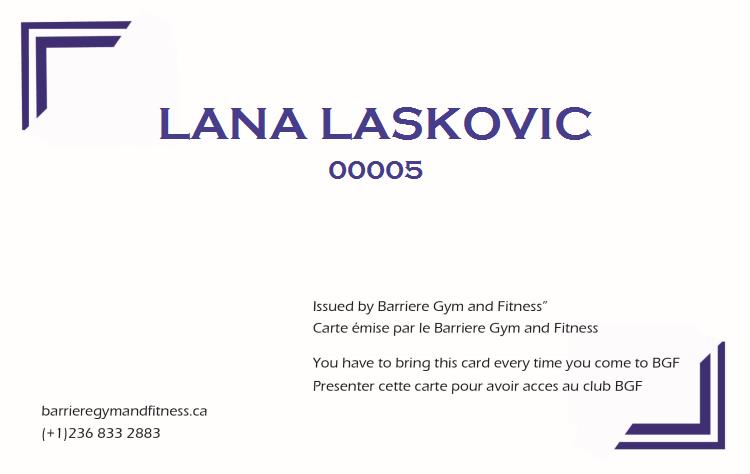 LANA LASKOVIC
00005
Issued by Barriere Gym and Fitness”
Carte émise par le Barriere Gym and Fitness
You have to bring this card every time you come to BGF
Presenter cette carte pour avoir acces au club BGF
barrieregymandfitness.ca
(+1)236 833 2883